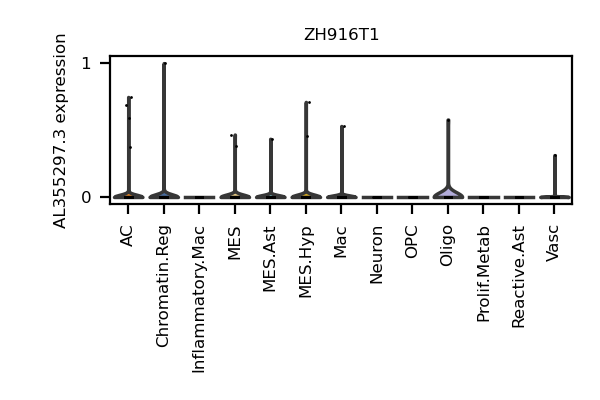 ZH916T1
AL355297.3 expression
1
0
AC
Chromatin.Reg
Inflammatory.Mac
MES
MES.Ast
MES.Hyp
Mac
Neuron
OPC
Oligo
Prolif.Metab
Reactive.Ast
Vasc